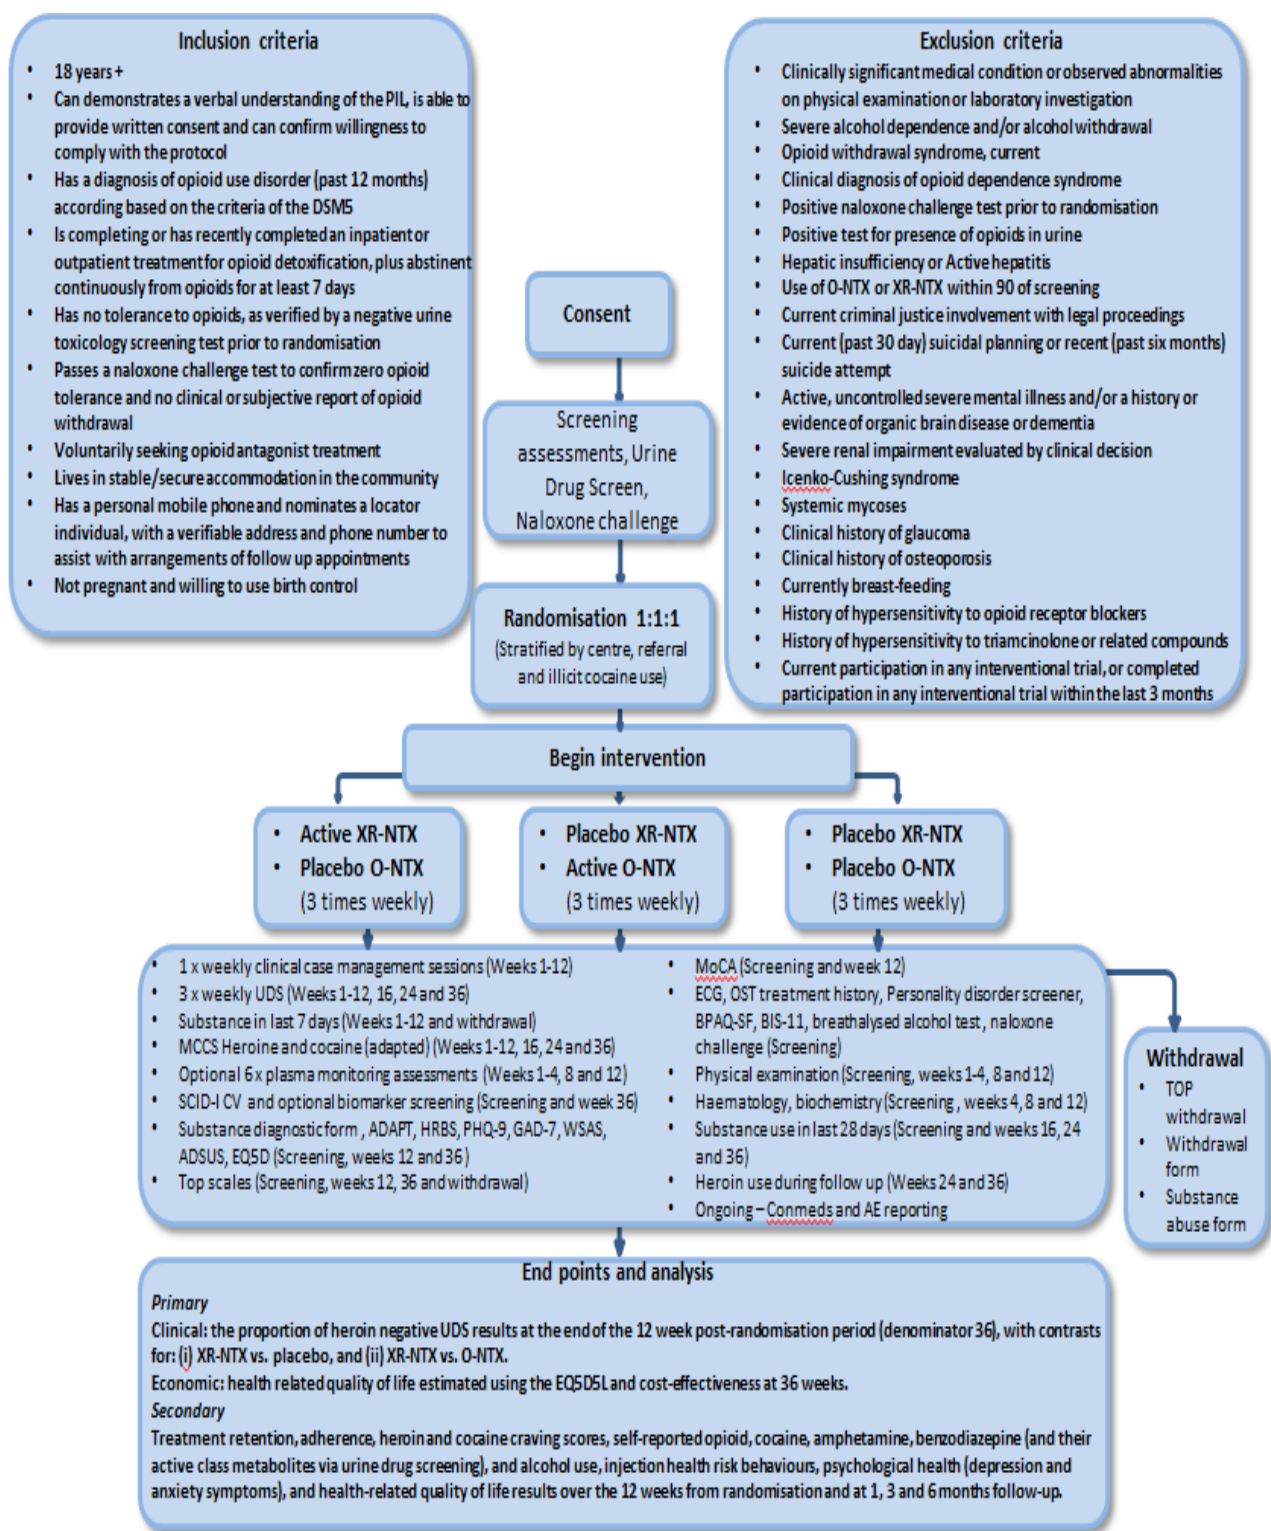 Inclusion criteria
• 18 years +
• Can demonstrates a verbal understanding of the PIL, is able to
provide written consent and can confirm willingness to
comply with the protocol
• Has a diagnosis of opioid use disorder (past 12 months)
according based on the criteria of the DSM5
• Is completing or has recently completed an inpatient or
outpatient treatment for opioid detoxification, plus abstinent
continuously from opioids for at least 7 days
• Has no tolerance to opioids, as verified by a negative urine
toxicology screening test prior to randomisation
• Passes a naloxone challenge test to confirm zero opioid
tolerance and no clinical or subjective report of opioid
withdrawal
• Voluntarily seeking opioid antagonist treatment
• Lives in stable/secure accommodation in the community
• Has a personal mobile phone and nominates a locator
individual, with a verifiable address and phone number to
assist with arrangements of follow up appointments
• Not pregnant and willing to use birth control
Exclusion criteria
• Clinically significant medical condition or observed abnormalities
on physical examination or laboratory investigation
• Severe alcohol dependence and/or alcohol withdrawal
• Opioid withdrawal syndrome, current
• Clinical diagnosis of opioid dependence syndrome
• Positive naloxone challenge test prior to randomisation
• Positive test for presence of opioids in urine
• Hepatic insufficiency or Active hepatitis
• Use of O-NTX or XR-NTX within 90 of screening
• Current criminal justice involvement with legal proceedings
• Current (past 30 day) suicidal planning or recent (past six months)
suicide attempt
• Active, uncontrolled severe mental illness and/or a history or
evidence of organic brain disease or dementia
• Severe renal impairment evaluated by clinical decision
• Icenko-Cushing syndrome
• Systemic mycoses
• Clinical history of glaucoma
• Clinical history of osteoporosis
• Currently breast-feeding
• History of hypersensitivity to opioid receptor blockers
• History of hypersensitivity to triamcinolone or related compounds
• Current participation in any interventional trial, or completed
participation in any interventional trial within the last 3 months
Consent
Screening
assessments, Urine
Drug Screen,
Naloxone challenge
Randomisation 1:1:1
(Stratified by centre, referral
and illicit cocaine use)
Begin intervention
• Active XR-NTX
• Placebo O-NTX
(3 times weekly)
• Placebo XR-NTX
• Active O-NTX
(3 times weekly)
• Placebo XR-NTX
• Placebo O-NTX
(3 times weekly)
• 1 x weekly clinical case management sessions (Weeks 1-12)
• 3 x weekly UDS (Weeks 1-12, 16, 24 and 36)
• Substance in last 7 days (Weeks 1-12 and withdrawal)
• MCCS Heroine and cocaine (adapted) (Weeks 1-12, 16, 24 and 36)
• Optional 6 x plasma monitoring assessments (Weeks 1-4, 8 and 12)
• SCID-I CV and optional biomarker screening (Screening and week 36)
• Substance diagnostic form , ADAPT, HRBS, PHQ-9, GAD-7, WSAS,
ADSUS, EQ5D (Screening, weeks 12 and 36 )
• Top scales (Screening, weeks 12, 36 and withdrawal)
• MoCA (Screening and week 12)
• ECG, OST treatment history, Personality disorder screener,
BPAQ-SF, BIS-11, breathalysed alcohol test, naloxone
challenge (Screening)
• Physical examination (Screening, weeks 1-4, 8 and 12)
• Haematology, biochemistry (Screening , weeks 4, 8 and 12)
• Substance use in last 28 days (Screening and weeks 16, 24
and 36)
• Heroin use during follow up (Weeks 24 and 36)
• Ongoing – Conmeds and AE reporting
Withdrawal
• TOP
withdrawal
• Withdrawal
form
• Substance
abuse form
End points and analysis
Primary
Clinical: the proportion of heroin negative UDS results at the end of the 12 week post-randomisation period (denominator 36), with contrasts
for: (i) XR-NTX vs. placebo, and (ii) XR-NTX vs. O-NTX.
Economic: health related quality of life estimated using the EQ5D5L and cost-effectiveness at 36 weeks.
Secondary
Treatment retention, adherence, heroin and cocaine craving scores, self-reported opioid, cocaine, amphetamine, benzodiazepine (and their
active class metabolites via urine drug screening), and alcohol use, injection health risk behaviours, psychological health (depression and
anxiety symptoms), and health-related quality of life results over the 12 weeks from randomisation and at 1, 3 and 6 months follow-up.